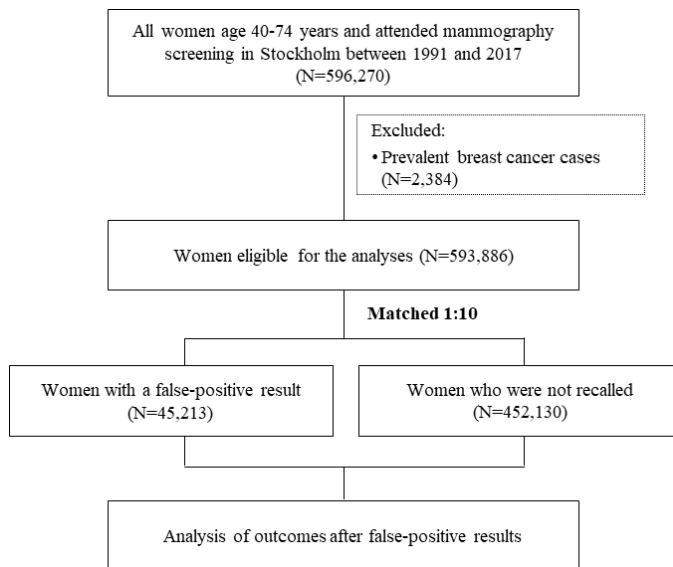 All women age 40-74 years and attended mammography
screening in Stockholm between 1991 and 2017
(N=596,270)
Excluded:
• Prevalent breast cancer cases
(N=2,384)
Women eligible for the analyses (N=593,886)
Matched 1:10
Women with a false-positive result
(N=45,213)
Women who were not recalled
(N=452,130)
Analysis of outcomes after false-positive results